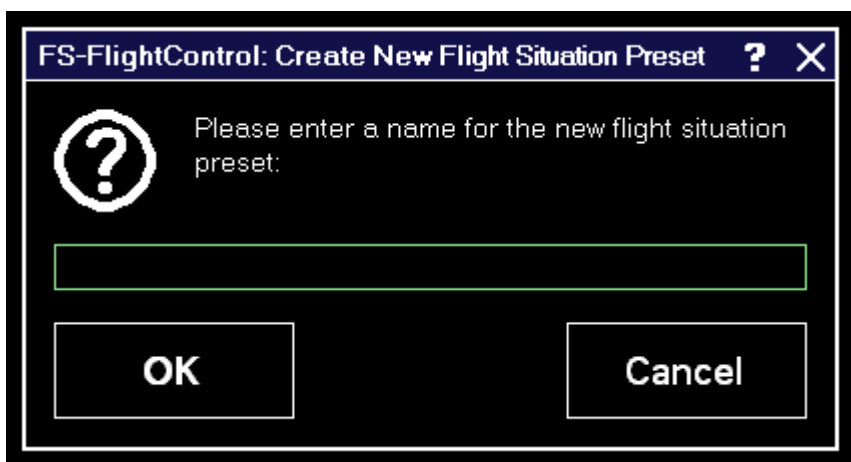 FS-FlightControl: Create New Flight Situation Preset ? X
Please enter a name for the new flight situation
preset:
OK
Cancel